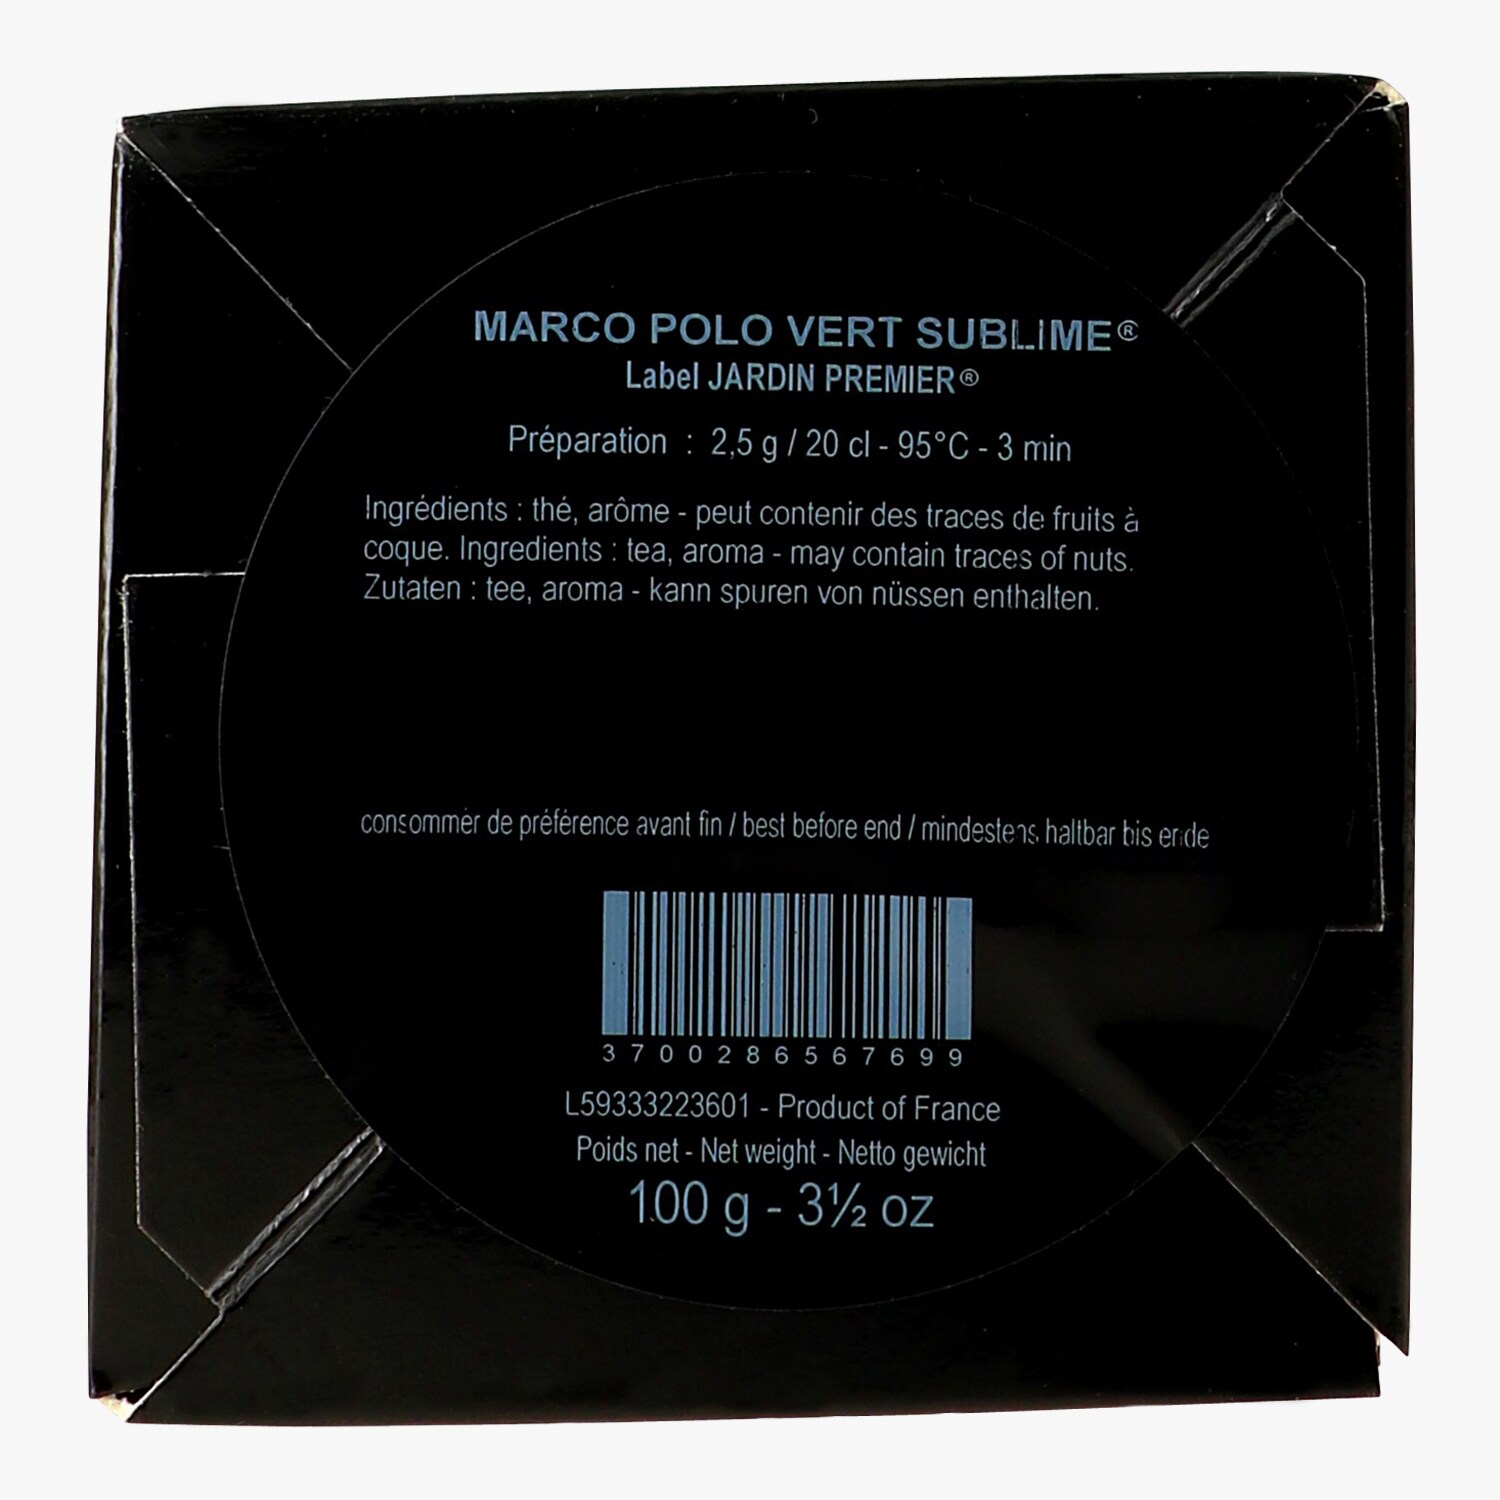 MARCO POLO VERT SUBLIME®
Label JARDIN PREMIER®
Préparation : 2,5 g / 20 cl - 95°C - 3 min
Ingrédients : thé, arôme - peut contenir des traces de fruits à
coque. Ingredients : tea, aroma - may contain traces of nuts.
Zutaten : tee, aroma - kann spuren von nüssen enthalten.
consommer de préférence avant fin / best before end / mindestens haltbar bis ende
3700286567699
L59333223601 - Product of France
Poids net - Net weight - Netto gewicht
100 g - 3½ oz